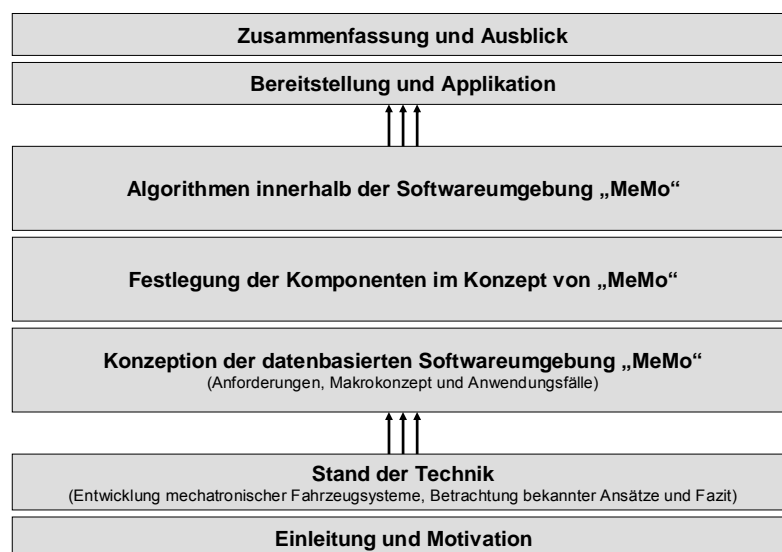 Zusammenfassung und Ausblick
Bereitstellung und Applikation
Algorithmen innerhalb der Softwareumgebung „MeMo“
Festlegung der Komponenten im Konzept von „MeMo“
Konzeption der datenbasierten Softwareumgebung „MeMo“
(Anforderungen, Makrokonzept und Anwendungsfälle)
Stand der Technik
(Entwicklung mechatronischer Fahrzeugsysteme, Betrachtung bekannter Ansätze und Fazit)
Einleitung und Motivation